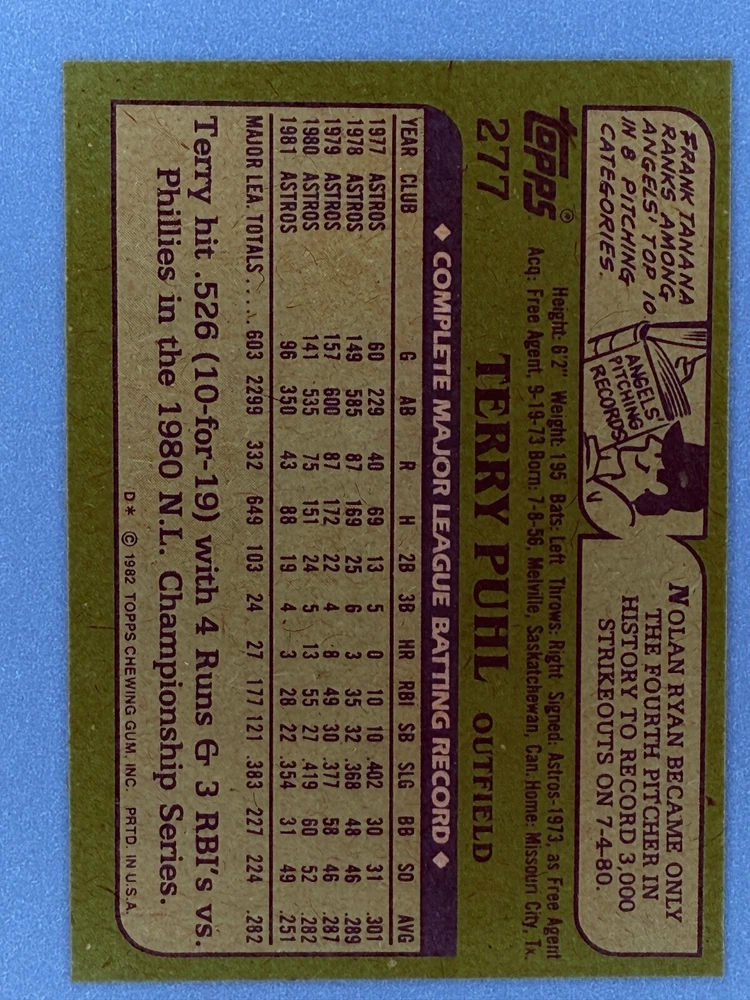 FRANK TANANA
RANKS AMONG
ANGELS' TOP 10
IN 8 PITCHING
CATEGORIES.
ANGELS'
PITCHING
RECORDS
NOLAN RYAN BECAME ONLY
THE FOURTH PITCHER IN
HISTORY TO RECORD 3,000
STRIKEOUTS ON 7-4-80.
topps®
277
Height: 6'2" Weight: 195 Bats: Left Throws: Right Signed: Astros-1973, as Free Agent
Acq: Free Agent, 9-19-73 Born: 7-8-56, Melville, Saskatchewan, Can. Home: Missouri City, Tx.
TERRY PUHL OUTFIELD
◆ COMPLETE MAJOR LEAGUE BATTING RECORD ◆
YEAR CLUB G AB R H 2B 3B HR RBI SB SLG BB SO AVG
1977 ASTROS 60 229 40 69 13 5 0 10 10 .402 30 31 .301
1978 ASTROS 149 585 87 169 25 6 3 35 32 .368 48 46 .289
1979 ASTROS 157 600 87 172 22 4 8 49 30 .377 58 46 .287
1980 ASTROS 141 535 75 151 24 5 13 55 27 .419 60 52 .282
1981 ASTROS 96 350 43 88 19 4 3 28 22 .354 31 49 .251
MAJOR LEA. TOTALS .... 603 2299 332 649 103 24 27 177 121 .383 227 224 .282
Terry hit .526 (10-for-19) with 4 Runs & 3 RBI's vs.
Phillies in the 1980 N.L. Championship Series.
D* © 1982 TOPPS CHEWING GUM, INC. PRTD. IN U.S.A.